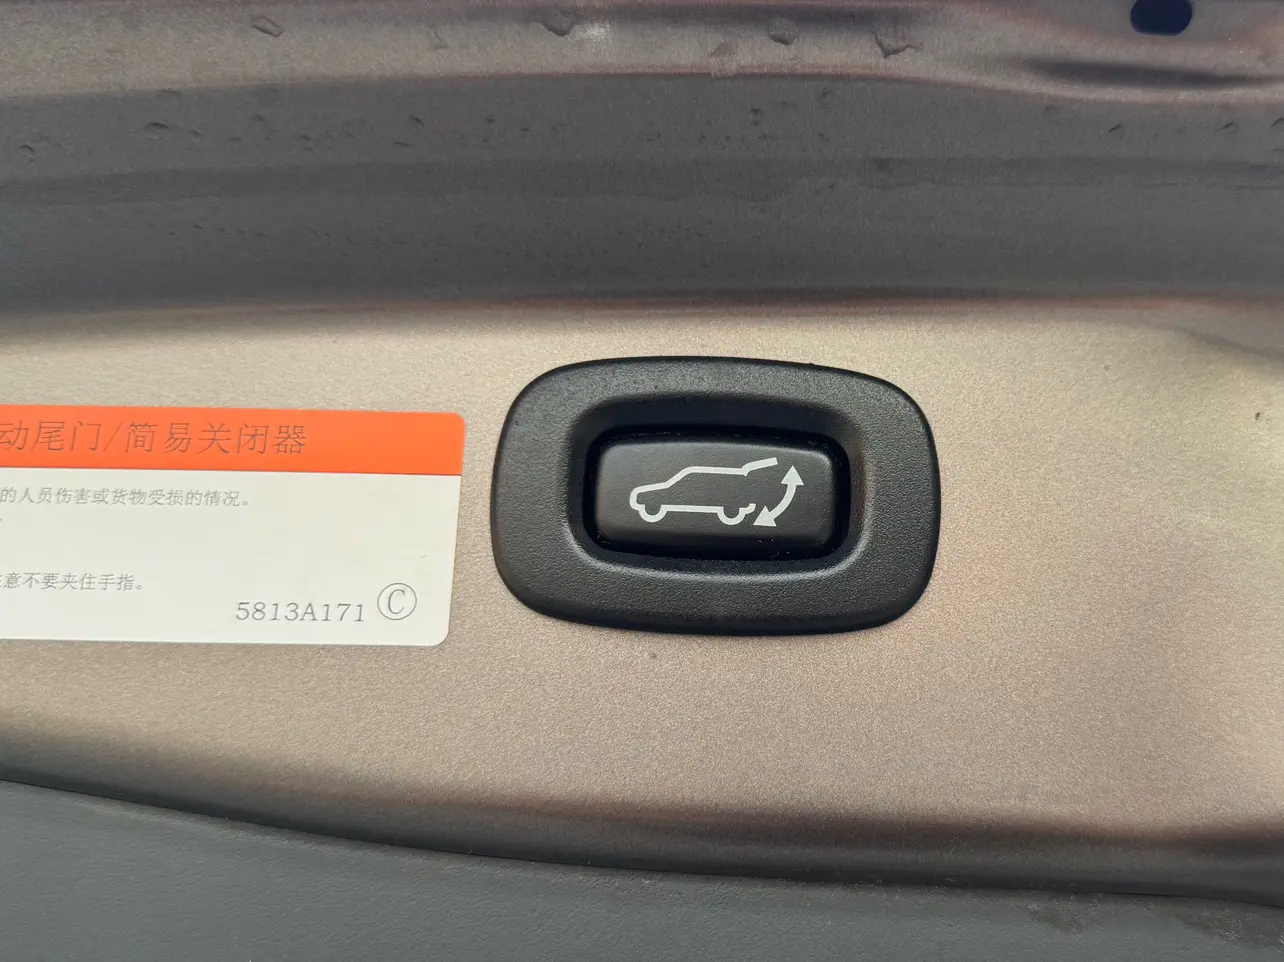 动尾门/简易关闭器
的人员伤害或货物受损的情况。
意不要夹住手指。
5813A171 Ⓒ